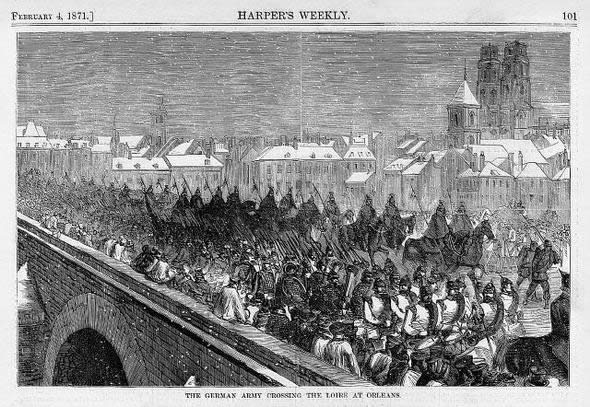 FEBRUARY 4, 1871.] HARPER'S WEEKLY. 101
THE GERMAN ARMY CROSSING THE LOIRE AT ORLEANS.